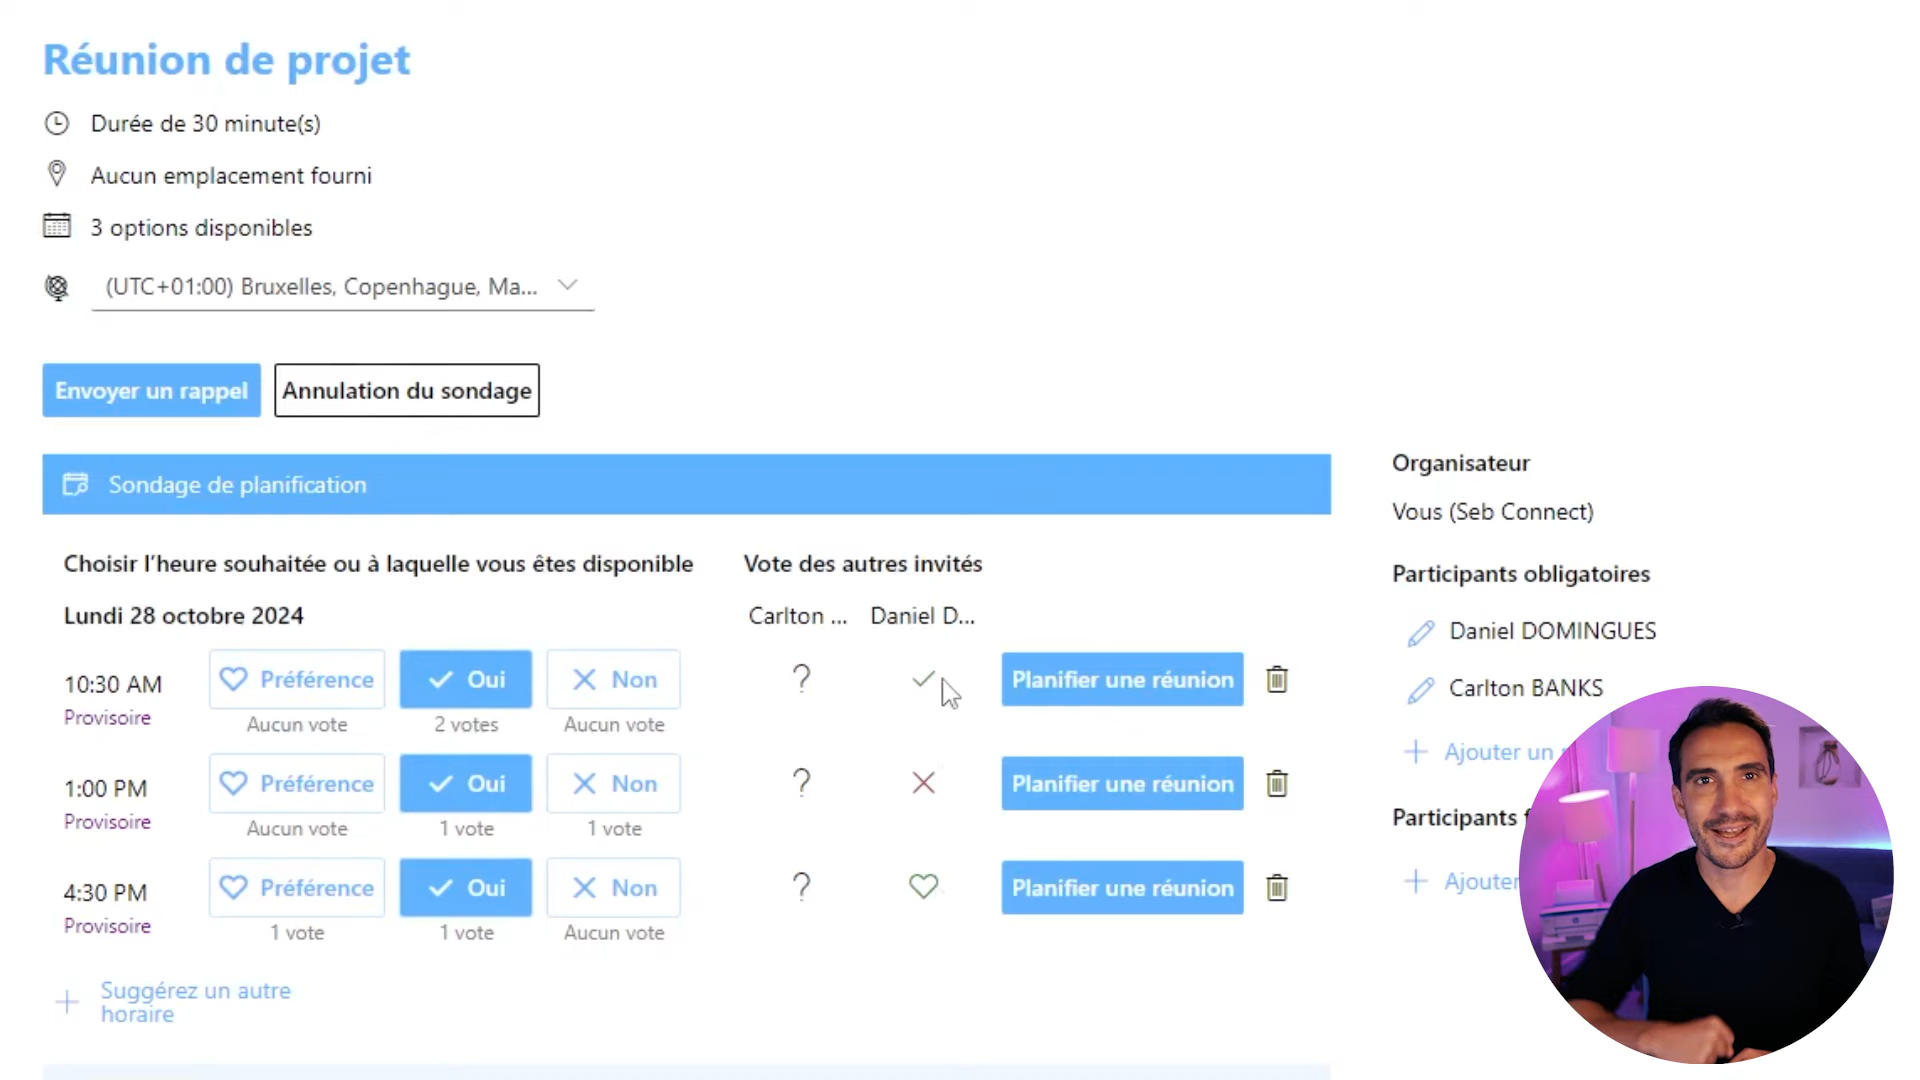 Réunion de projet
Durée de 30 minute(s)
Aucun emplacement fourni
3 options disponibles
(UTC+01:00) Bruxelles, Copenhague, Ma...
Envoyer un rappel
Annulation du sondage
Sondage de planification
Choisir l’heure souhaitée ou à laquelle vous êtes disponible
Vote des autres invités
Lundi 28 octobre 2024
Carlton ...
Daniel D...
10:30 AM
Provisoire
Préférence
Aucun vote
Oui
2 votes
Non
Aucun vote
?
Planifier une réunion
1:00 PM
Provisoire
Préférence
Aucun vote
Oui
1 vote
Non
1 vote
?
Planifier une réunion
4:30 PM
Provisoire
Préférence
1 vote
Oui
1 vote
Non
Aucun vote
?
Planifier une réunion
Suggérez un autre
horaire
Organisateur
Vous (Seb Connect)
Participants obligatoires
Daniel DOMINGUES
Carlton BANKS
Ajouter un
Participants
Ajouter